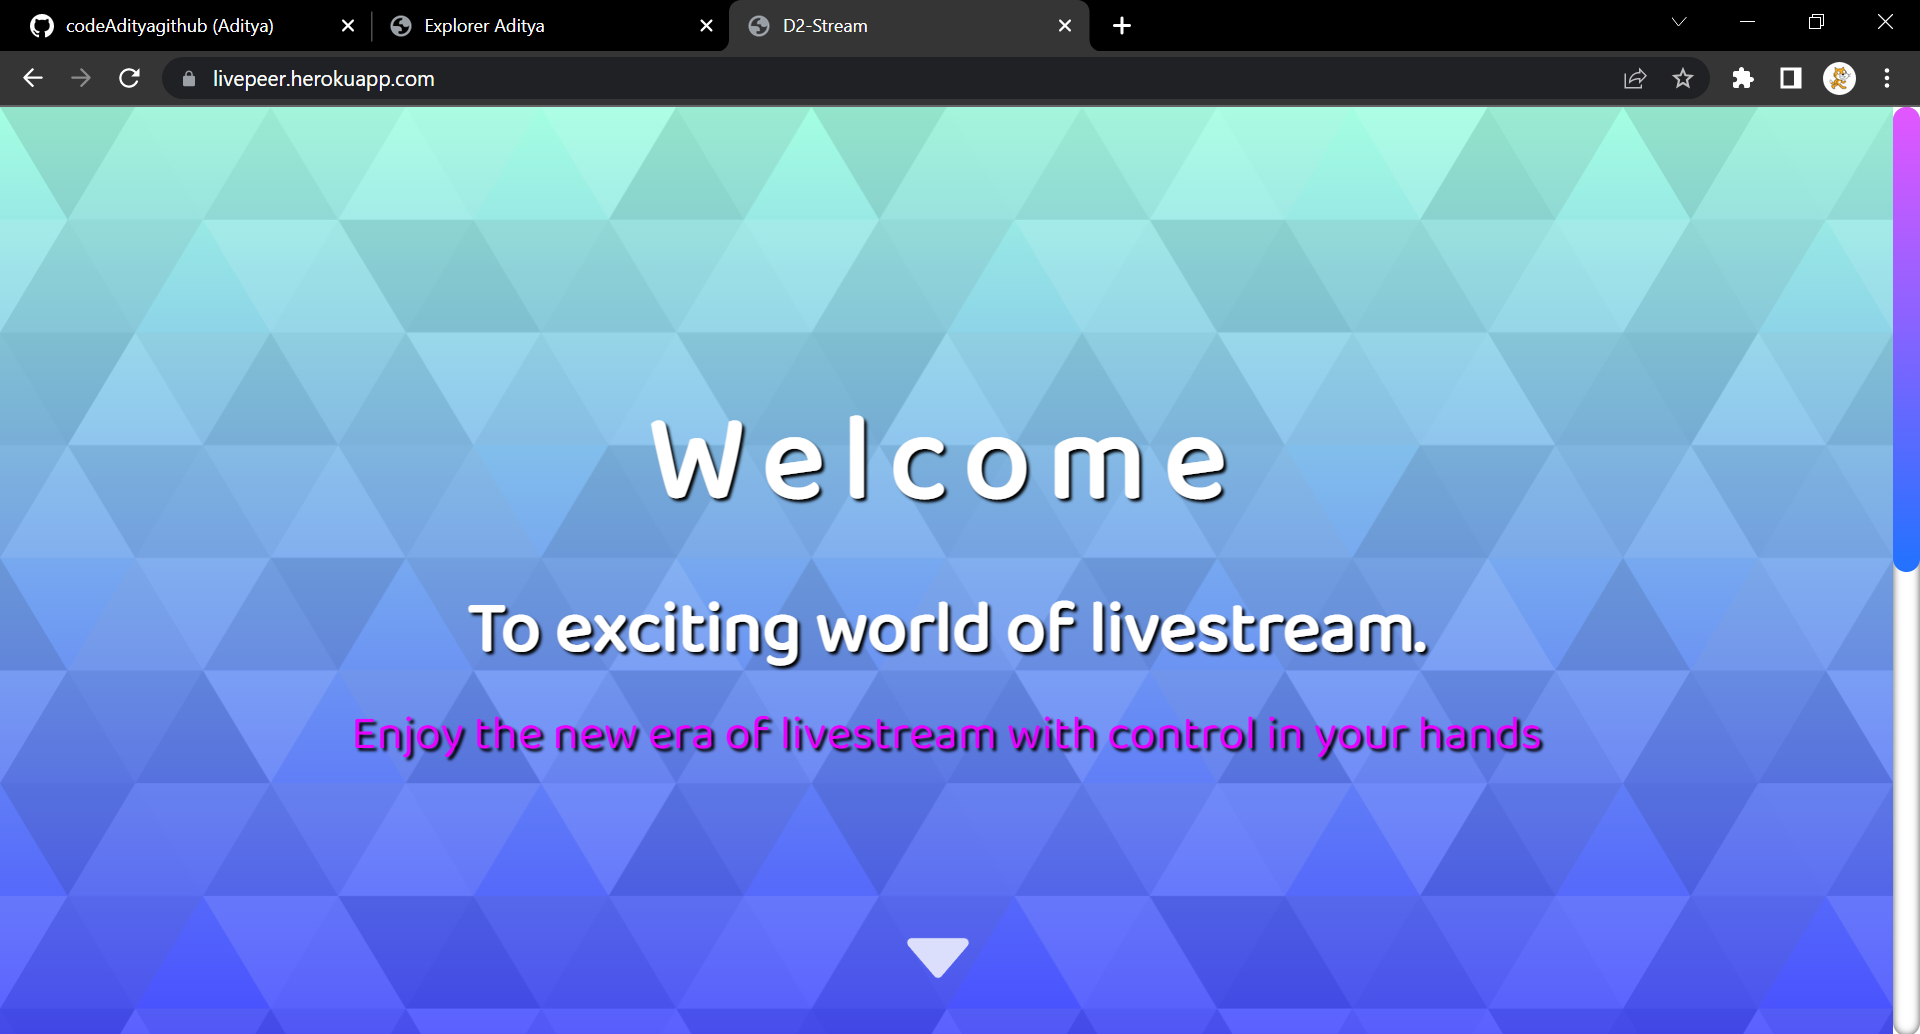 codeAdityagithub (Aditya)
Explorer Aditya
D2-Stream
livepeer.herokuapp.com
Welcome
To exciting world of livestream.
Enjoy the new era of livestream with control in your hands